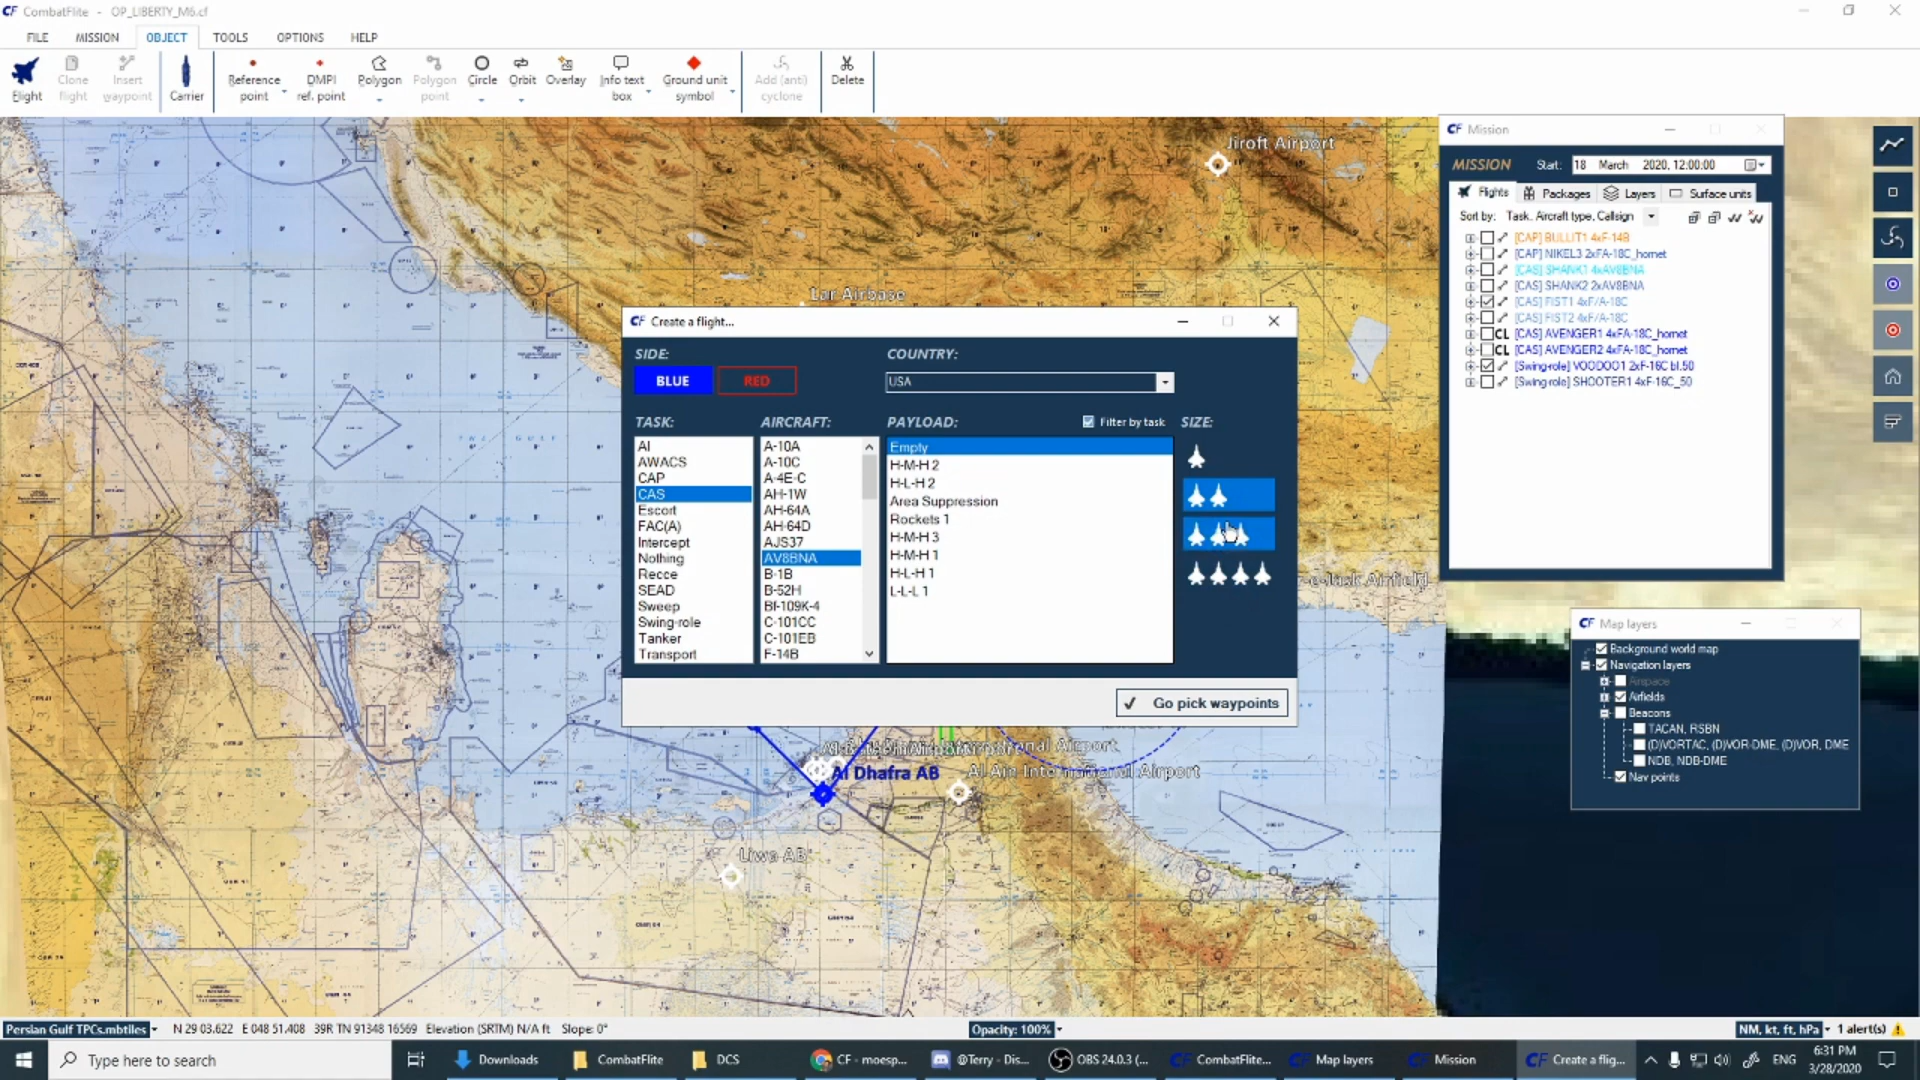 CF CombatFlite - OP_LIBERTY_M6.cf
FILE MISSION OBJECT TOOLS OPTIONS HELP
Flight
Clone flight
Insert waypoint
Carrier
Reference point
DMPI ref. point
Polygon
Polygon point
Circle
Orbit
Overlay
Info text box
Ground unit symbol
Add (anti) cyclone
Delete
Jiroft Airport
Lar Airbase
CF Mission
MISSION Start: 18 March 2020, 12:00:00
Flights Packages Layers Surface units
Sort by: Task, Aircraft type, Callsign
[CAP] BULLIT1 4xF-14B
[CAP] NIKEL3 2xFA-18C_hornet
[CAS] SHANK1 4xAV8BNA
[CAS] SHANK2 2xAV8BNA
[CAS] FIST1 4xF/A-18C
[CAS] FIST2 4xF/A-18C
CL [CAS] AVENGER1 4xFA-18C_hornet
CL [CAS] AVENGER2 4xFA-18C_hornet
[Swing-role] VOODOO1 2xF-16C bl.50
[Swing-role] SHOOTER1 4xF-16C_50
CF Create a flight...
SIDE: COUNTRY:
BLUE RED USA
TASK: AIRCRAFT: PAYLOAD: Filter by task SIZE:
AI
AWACS
CAP
CAS
Escort
FAC(A)
Intercept
Nothing
Recce
SEAD
Sweep
Swing-role
Tanker
Transport
A-10A
A-10C
A-4E-C
AH-1W
AH-64A
AH-64D
AJS37
AV8BNA
B-1B
B-52H
Bf-109K-4
C-101CC
C-101EB
F-14B
Empty
H-M-H 2
H-L-H 2
Area Suppression
Rockets 1
H-M-H 3
H-M-H 1
H-L-H 1
L-L-L 1
Go pick waypoints
CF Map layers
Background world map
Navigation layers
Airspace
Airfields
Beacons
TACAN, RSBN
(D)VORTAC, (D)VOR-DME, (D)VOR, DME
NDB, NDB-DME
Nav points
Al Dhafra AB
Al Ain International Airport
Liwa AB
Persian Gulf TPCs.mbtiles N 29 03.622 E 048 51.408 39R TN 91348 16569 Elevation (SRTM) N/A ft Slope: 0° Opacity: 100% NM, kt, ft, hPa 1 alert(s)
Type here to search
Downloads
CombatFlite
DCS
CF - moesp...
@Terry - Dis...
OBS 24.0.3 (...
CombatFlite...
Map layers
Mission
Create a flig...
ENG
6:31 PM
3/28/2020